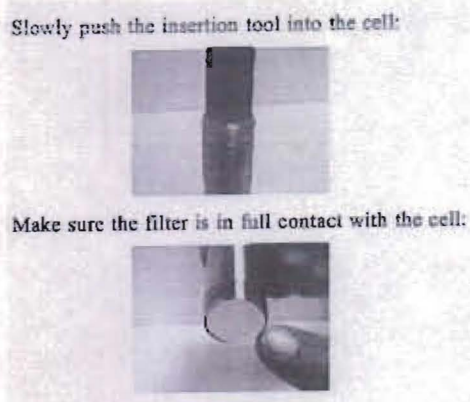 Slowly push the insertion tool into the cell:
Make sure the filter is in full contact with the cell: